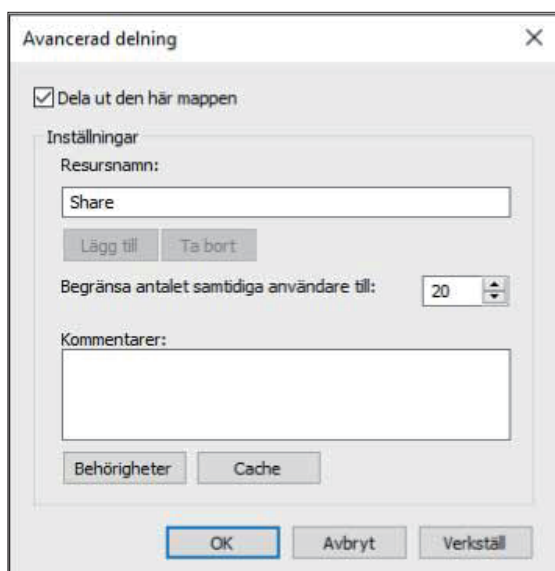 Avancerad delning
Dela ut den här mappen
Inställningar
Resursnamn:
Share
Lägg till Ta bort
Begränsa antalet samtidiga användare till: 20
Kommentarer:
Behörigheter Cache
OK Avbryt Verkställ